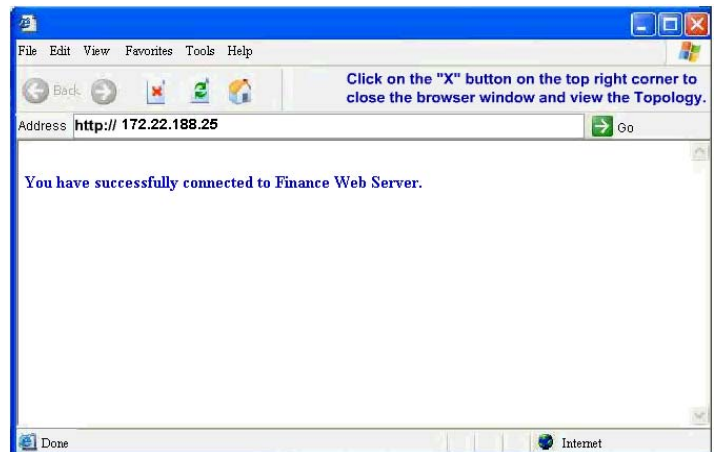 File Edit View Favorites Tools Help
Back
Click on the "X" button on the top right corner to
close the browser window and view the Topology.
Address http:// 172.22.188.25 Go
You have successfully connected to Finance Web Server.
Done Internet